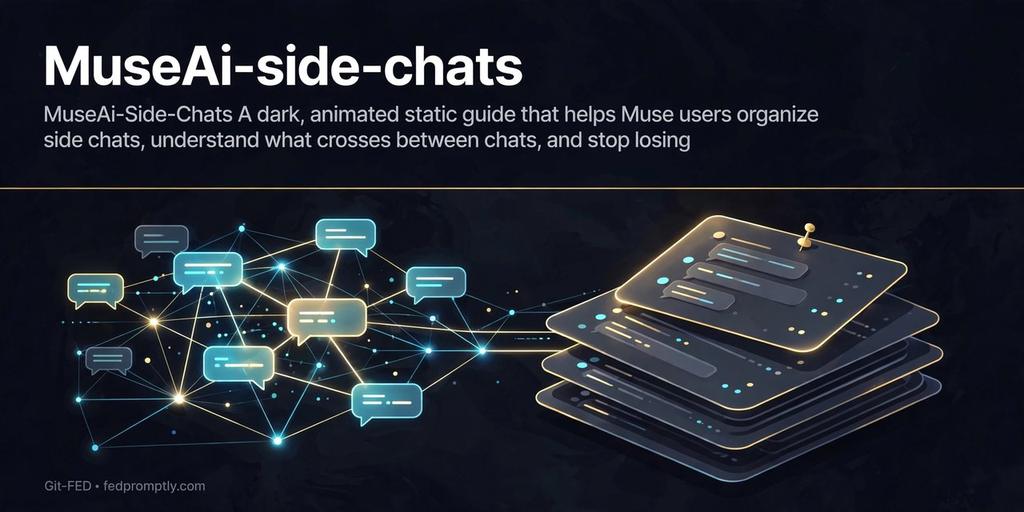 MuseAi-side-chats
MuseAi-Side-Chats A dark, animated static guide that helps Muse users organize
side chats, understand what crosses between chats, and stop losing
Git-FED • fedpromptly.com